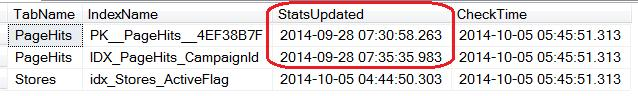 TabName IndexName StatsUpdated CheckTime
PageHits PK__PageHits__4EF38B7F 2014-09-28 07:30:58.263 2014-10-05 05:45:51.313
PageHits IDX_PageHits_CampaignId 2014-09-28 07:35:35.983 2014-10-05 05:45:51.313
Stores idx_Stores_ActiveFlag 2014-10-05 04:44:50.303 2014-10-05 05:45:51.313